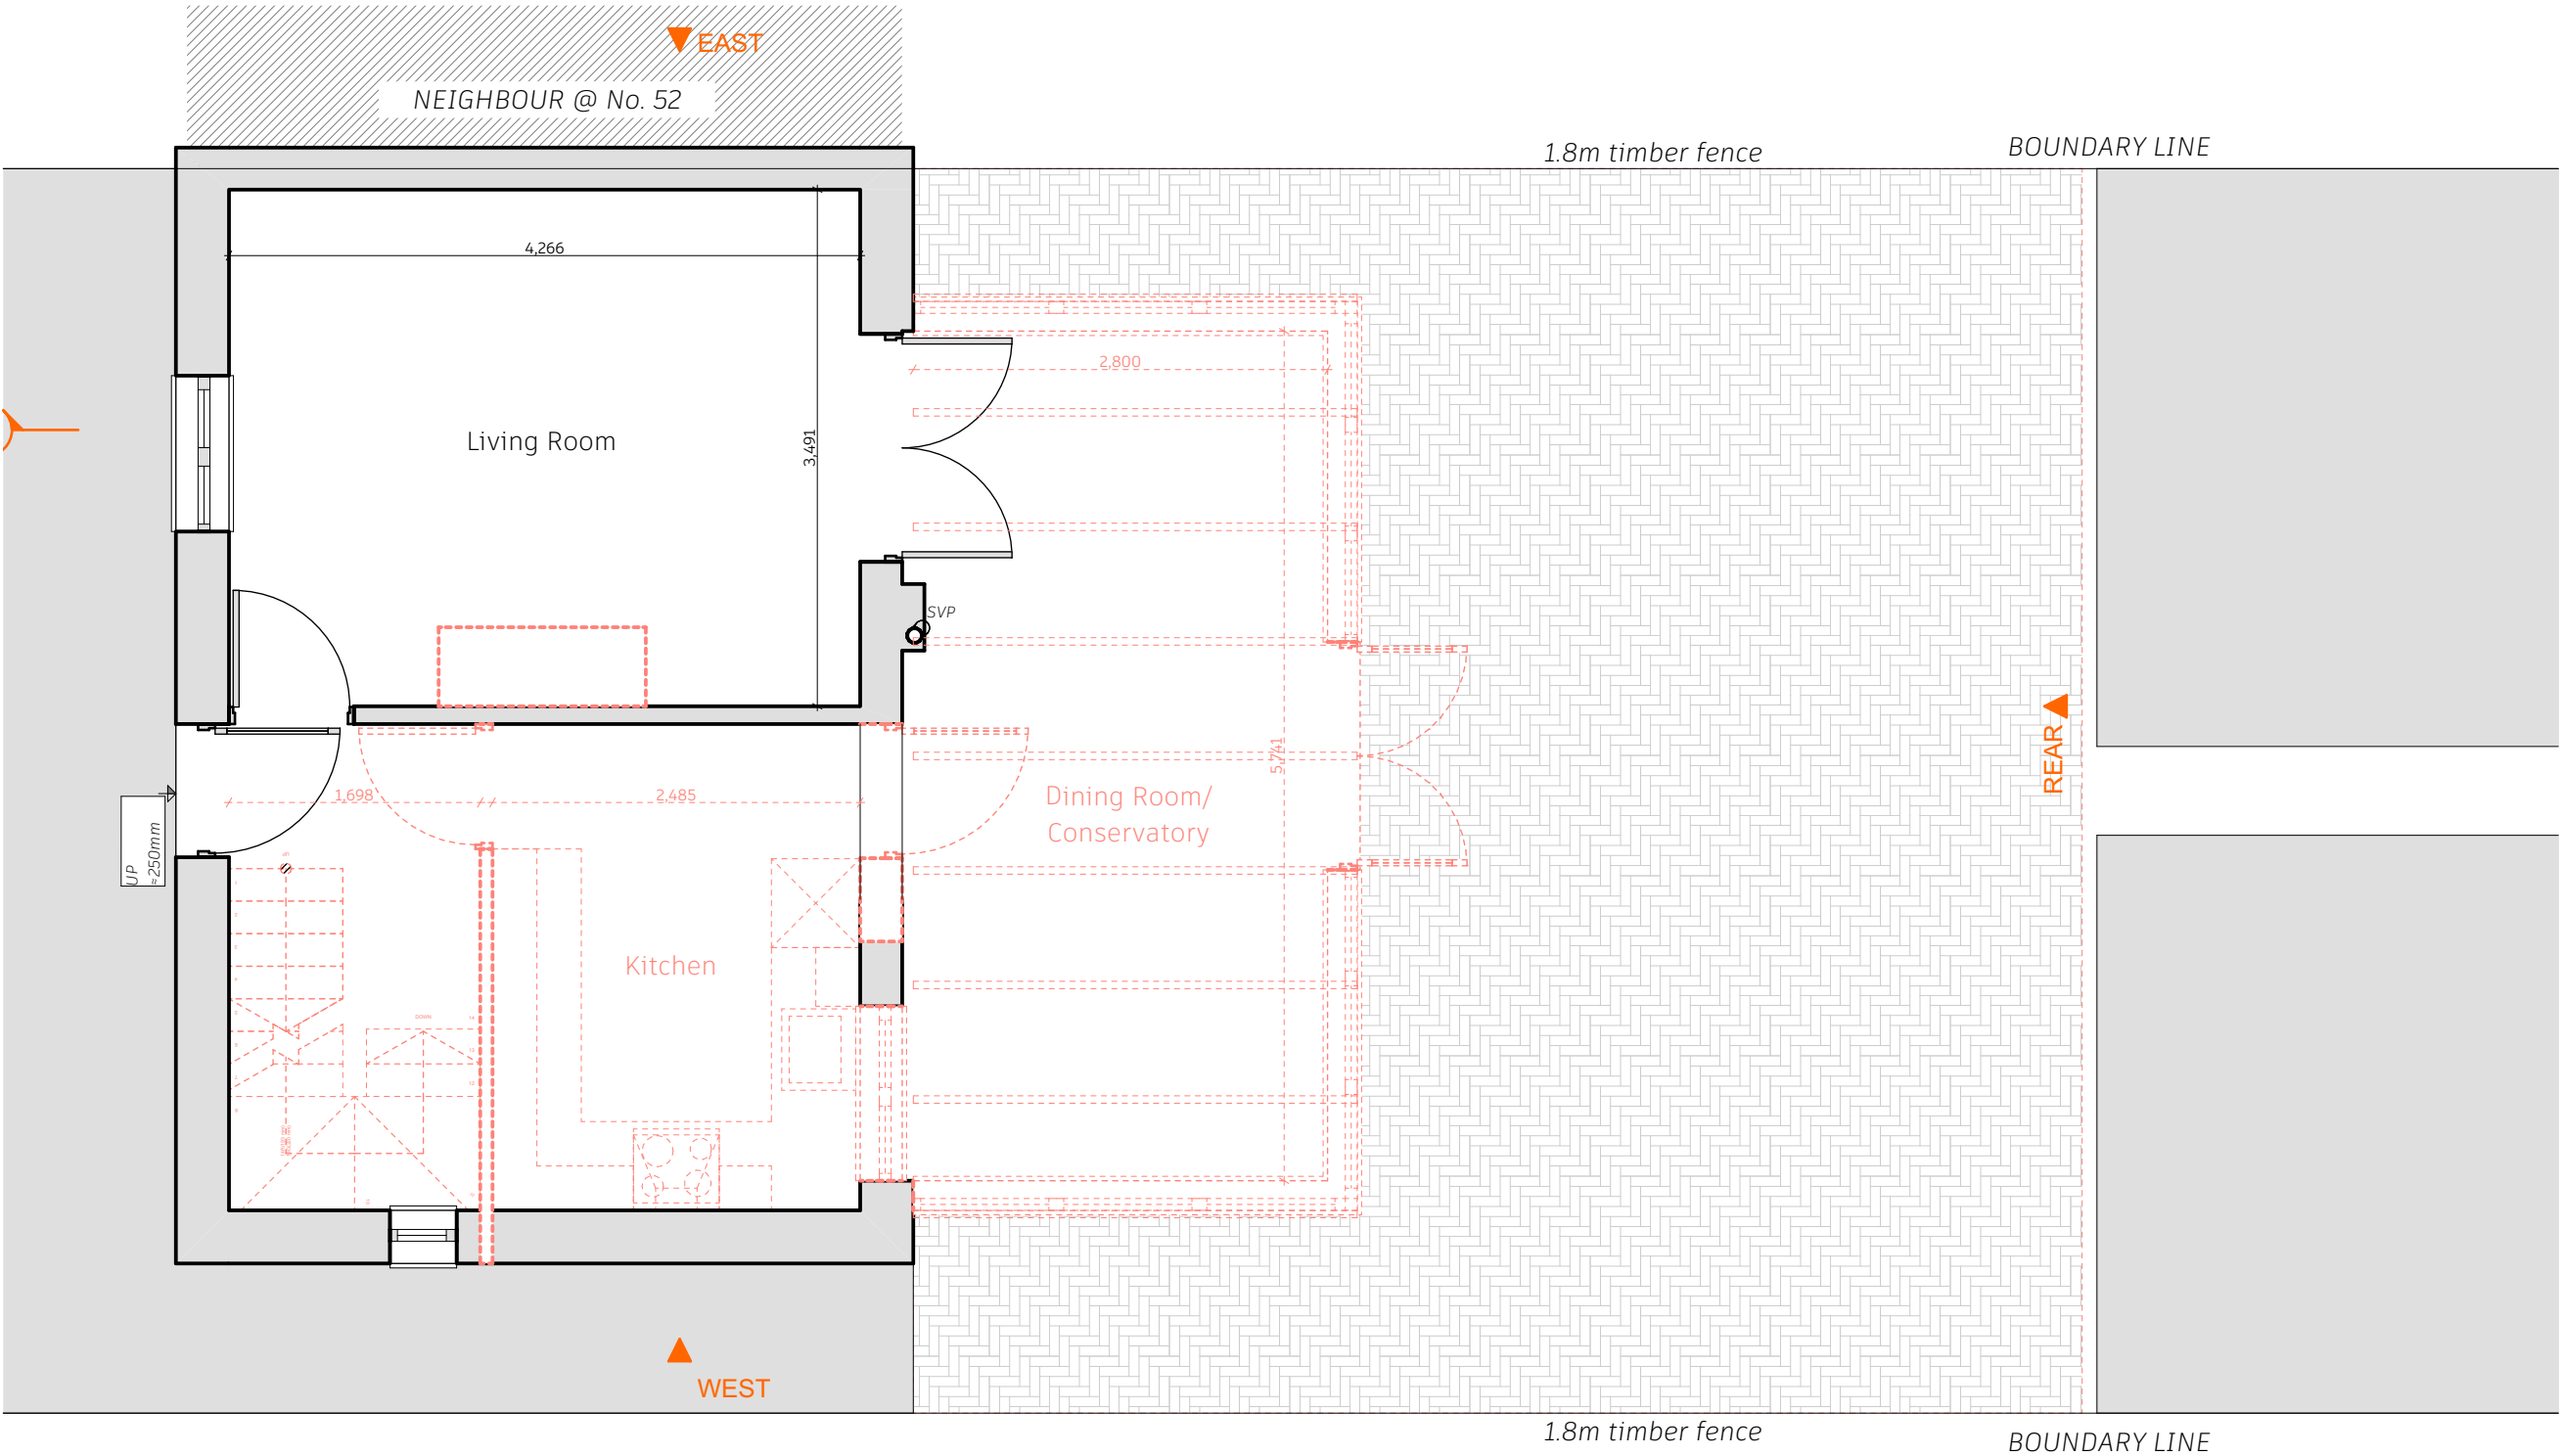 EAST
NEIGHBOUR @ No. 52
1.8m timber fence
BOUNDARY LINE
4,266
2,800
Living Room
3,491
SVP
REAR
5,741
1,698
2,485
Dining Room/
Conservatory
UP
≈250mm
Kitchen
DOWN
WEST
1.8m timber fence
BOUNDARY LINE